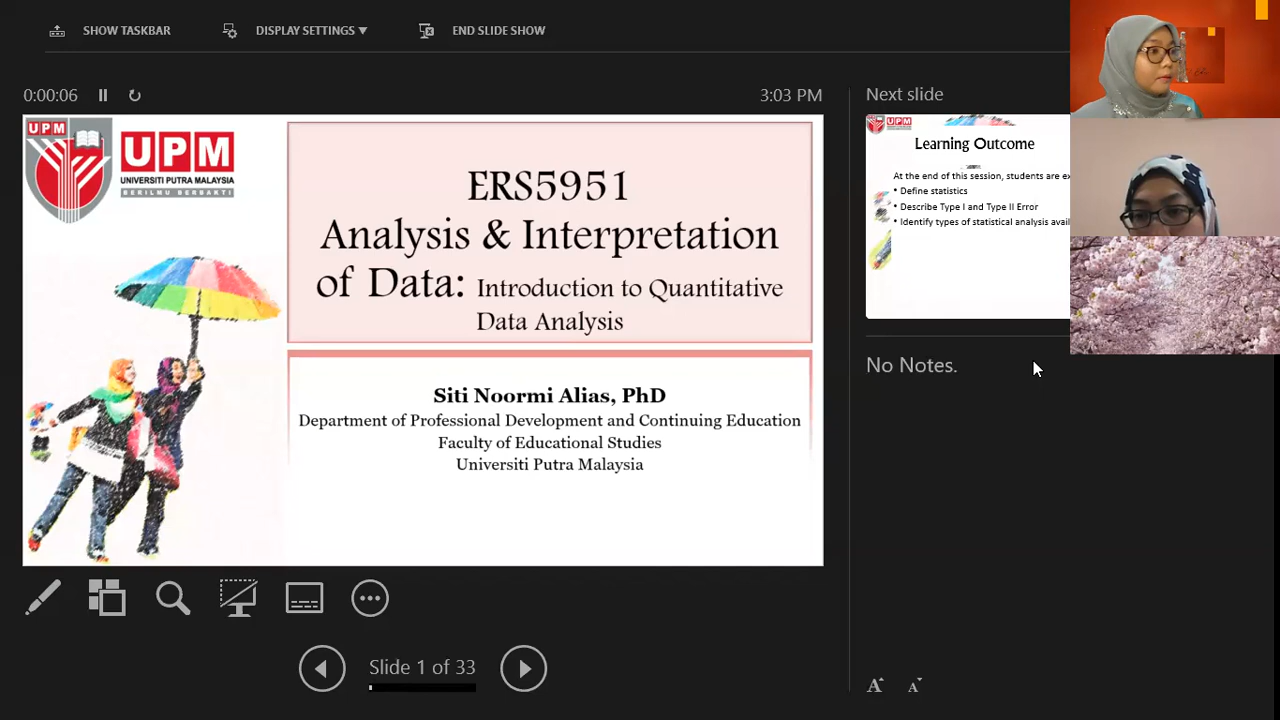 SHOW TASKBAR
DISPLAY SETTINGS
END SLIDE SHOW
0:00:06
3:03 PM
UPM
UPM
UNIVERSITI PUTRA MALAYSIA
BERILMU BERBAKTI
ERS5951
Analysis & Interpretation
of Data: Introduction to Quantitative
Data Analysis
Siti Noormi Alias, PhD
Department of Professional Development and Continuing Education
Faculty of Educational Studies
Universiti Putra Malaysia
Slide 1 of 33
Next slide
UPM
Learning Outcome
At the end of this session, students are ex
• Define statistics
• Describe Type I and Type II Error
• Identify types of statistical analysis avail
No Notes.
A A